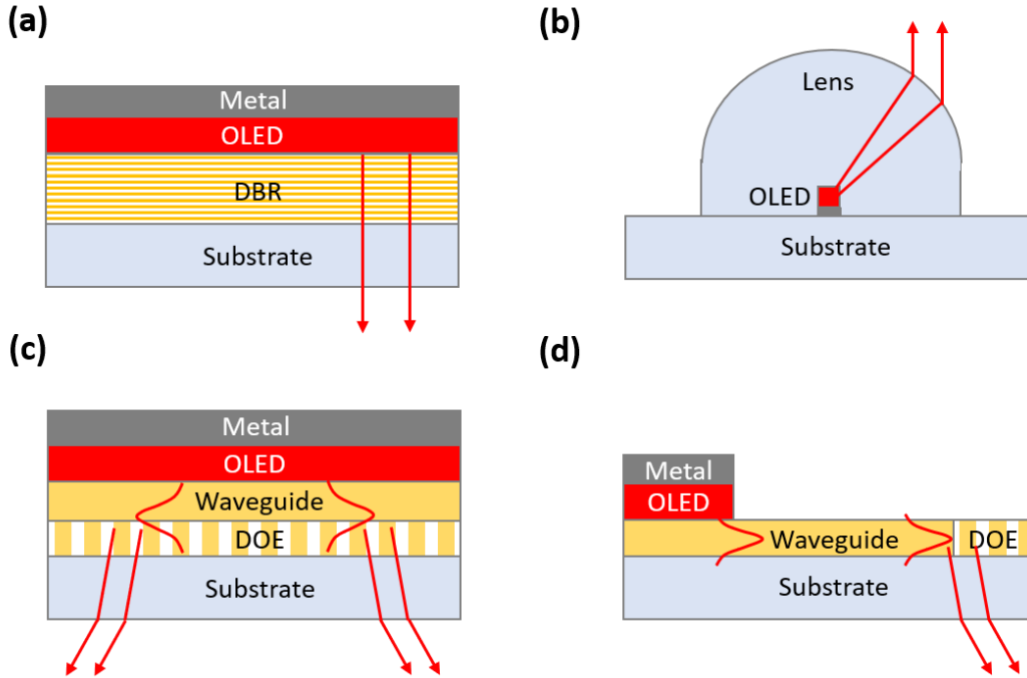 (a)
Metal
OLED
DBR
Substrate
(b)
Lens
OLED
Substrate
(c)
Metal
OLED
Waveguide
DOE
Substrate
(d)
Metal
OLED
Waveguide DOE
Substrate